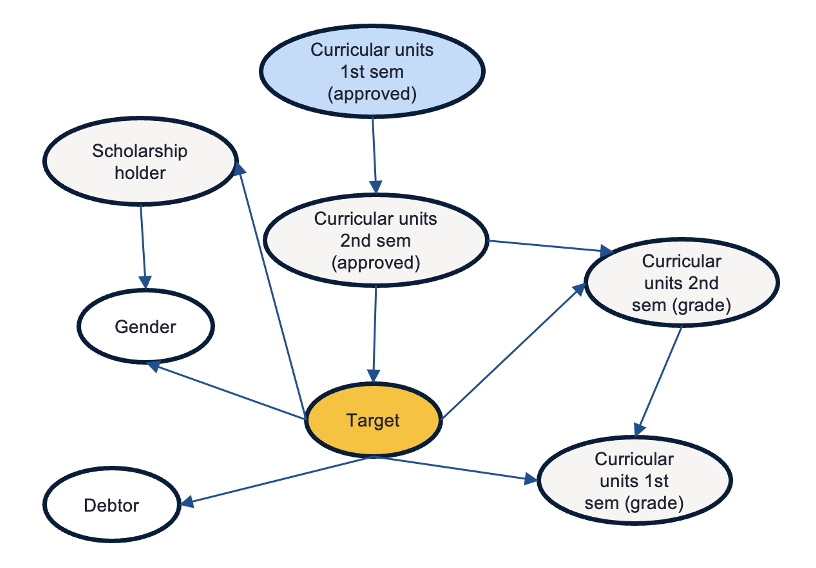 Curricular units
1st sem
(approved)
Scholarship
holder
Curricular units
2nd sem
(approved)
Curricular
units 2nd
sem (grade)
Gender
Target
Curricular
units 1st
sem (grade)
Debtor